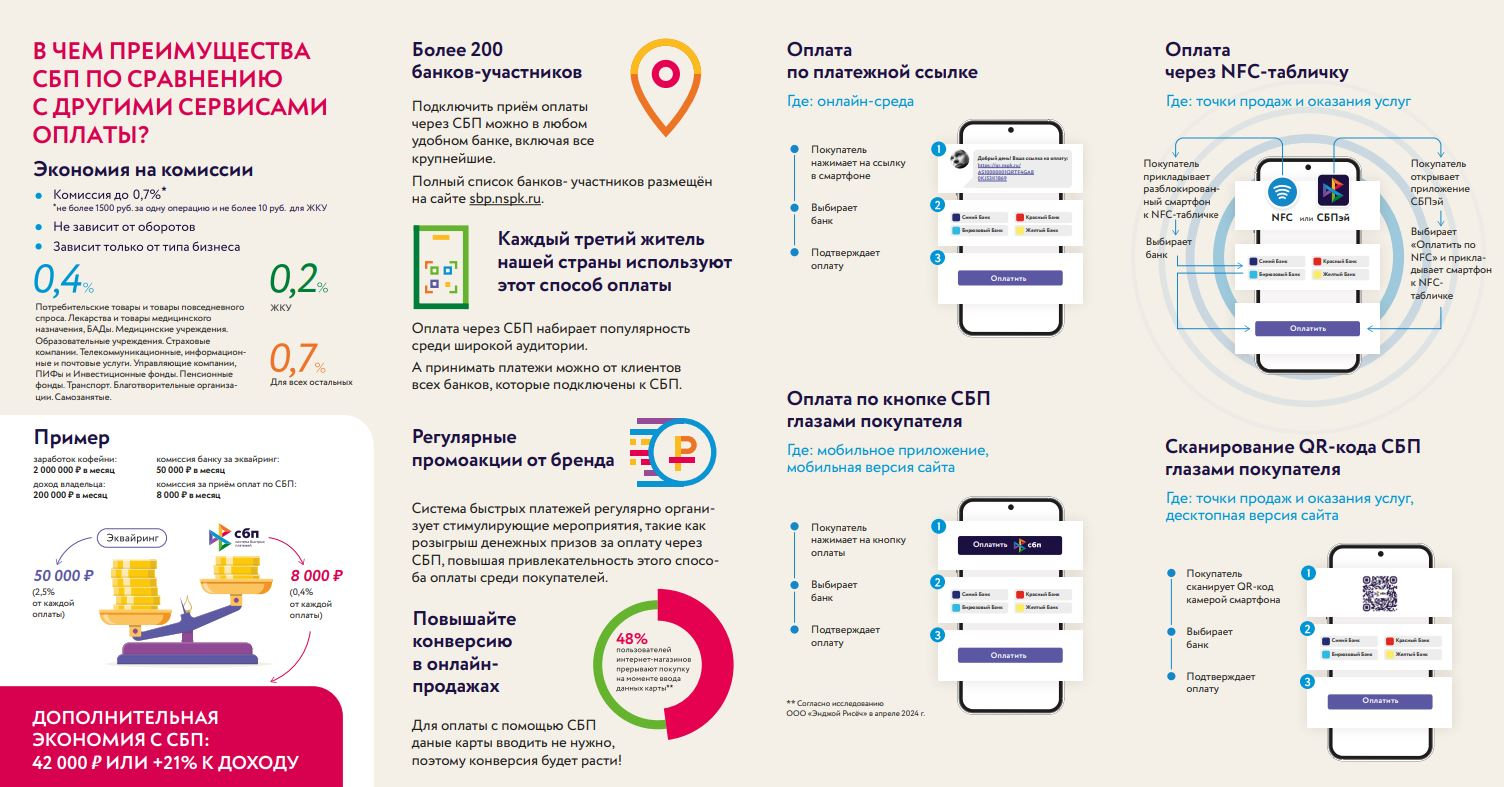 В ЧЕМ ПРЕИМУЩЕСТВА
СБП ПО СРАВНЕНИЮ
С ДРУГИМИ СЕРВИСАМИ
ОПЛАТЫ?
Экономия на комиссии
Комиссия до 0,7%*
*не более 1500 руб. за одну операцию и не более 10 руб. для ЖКУ
Не зависит от оборотов
Зависит только от типа бизнеса
0,4%
Потребительские товары и товары повседневного
спроса. Лекарства и товары медицинского
назначения, БАДы. Медицинские учреждения.
Образовательные учреждения. Страховые
компании. Телекоммуникационные, информацион-
ные и почтовые услуги. Управляющие компании,
ПИФы и Инвестиционные фонды. Пенсионные
фонды. Транспорт. Благотворительные организа-
ции. Самозанятые.
0,2%
ЖКУ
0,7%
Для всех остальных
Пример
заработок кофейни:
2 000 000 ₽ в месяц
доход владельца:
200 000 ₽ в месяц
комиссия банку за эквайринг:
50 000 ₽ в месяц
комиссия за приём оплат по СБП:
8 000 ₽ в месяц
Эквайринг
сбп
50 000 ₽
(2,5%
от каждой
оплаты)
8 000 ₽
(0,4%
от каждой
оплаты)
ДОПОЛНИТЕЛЬНАЯ
ЭКОНОМИЯ С СБП:
42 000 ₽ ИЛИ +21% К ДОХОДУ
Более 200
банков-участников
Подключить приём оплаты
через СБП можно в любом
удобном банке, включая все
крупнейшие.
Полный список банков- участников размещён
на сайте sbp.nspk.ru.
Каждый третий житель
нашей страны используют
этот способ оплаты
Оплата через СБП набирает популярность
среди широкой аудитории.
А принимать платежи можно от клиентов
всех банков, которые подключены к СБП.
Регулярные
промоакции от бренда
Система быстрых платежей регулярно органи-
зует стимулирующие мероприятия, такие как
розыгрыш денежных призов за оплату через
СБП, повышая привлекательность этого спосо-
ба оплаты среди покупателей.
Повышайте
конверсию
в онлайн-
продажах
48%
пользователей
интернет-магазинов
прерывают покупку
на моменте ввода
данных карты**
Для оплаты с помощью СБП
даные карты вводить не нужно,
поэтому конверсия будет расти!
Оплата
по платежной ссылке
Где: онлайн-среда
Покупатель
нажимает на ссылку
в смартфоне
Выбирает
банк
Подтверждает
оплату
1
Добрый день! Ваша ссылка на оплату:
https://qr.nspk.ru/
2
Синий Банк
Красный Банк
Бирюзовый Банк
Желтый Банк
3
Оплатить
Оплата по кнопке СБП
глазами покупателя
Где: мобильное приложение,
мобильная версия сайта
Покупатель
нажимает на кнопку
оплаты
Выбирает
банк
Подтверждает
оплату
1
Оплатить сбп
2
Синий Банк
Красный Банк
Бирюзовый Банк
Желтый Банк
3
Оплатить
** Согласно исследованию
ООО «Энджой Рисёч» в апреле 2024 г.
Оплата
через NFC-табличку
Где: точки продаж и оказания услуг
Покупатель
прикладывает
разблокирован-
ный смартфон
к NFC-табличке
Выбирает
банк
NFC или СБПэй
Синий Банк
Красный Банк
Бирюзовый Банк
Желтый Банк
Оплатить
Покупатель
открывает
приложение
СБПэй
Выбирает
«Оплатить по
NFC» и прикла-
дывает смартфон
к NFC-
табличке
Сканирование QR-кода СБП
глазами покупателя
Где: точки продаж и оказания услуг,
десктопная версия сайта
Покупатель
сканирует QR-код
камерой смартфона
Выбирает
банк
Подтверждает
оплату
1
2
Синий Банк
Красный Банк
Бирюзовый Банк
Желтый Банк
3
Оплатить